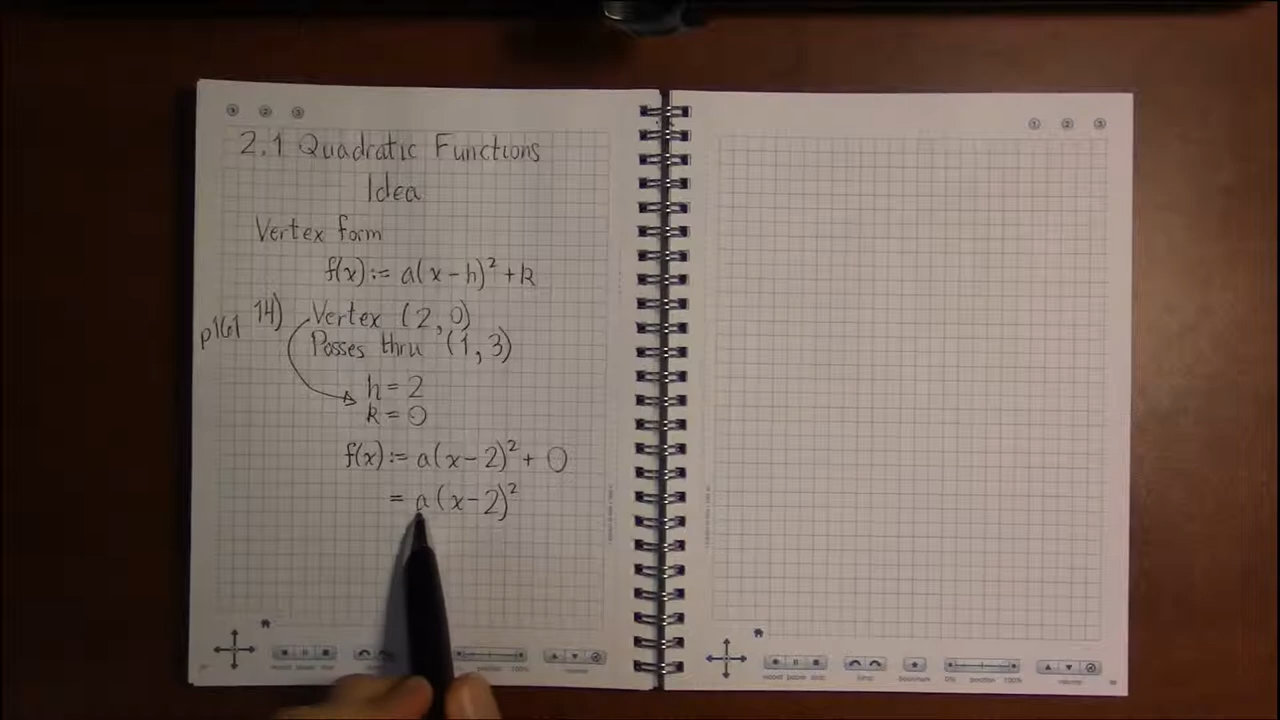 2.1 Quadratic Functions
Idea
Vertex form
f(x) := a(x-h)² + k
p161 14) Vertex (2, 0)
Passes thru (1, 3)
h = 2
k = 0
f(x) := a(x-2)² + 0
= a(x-2)²